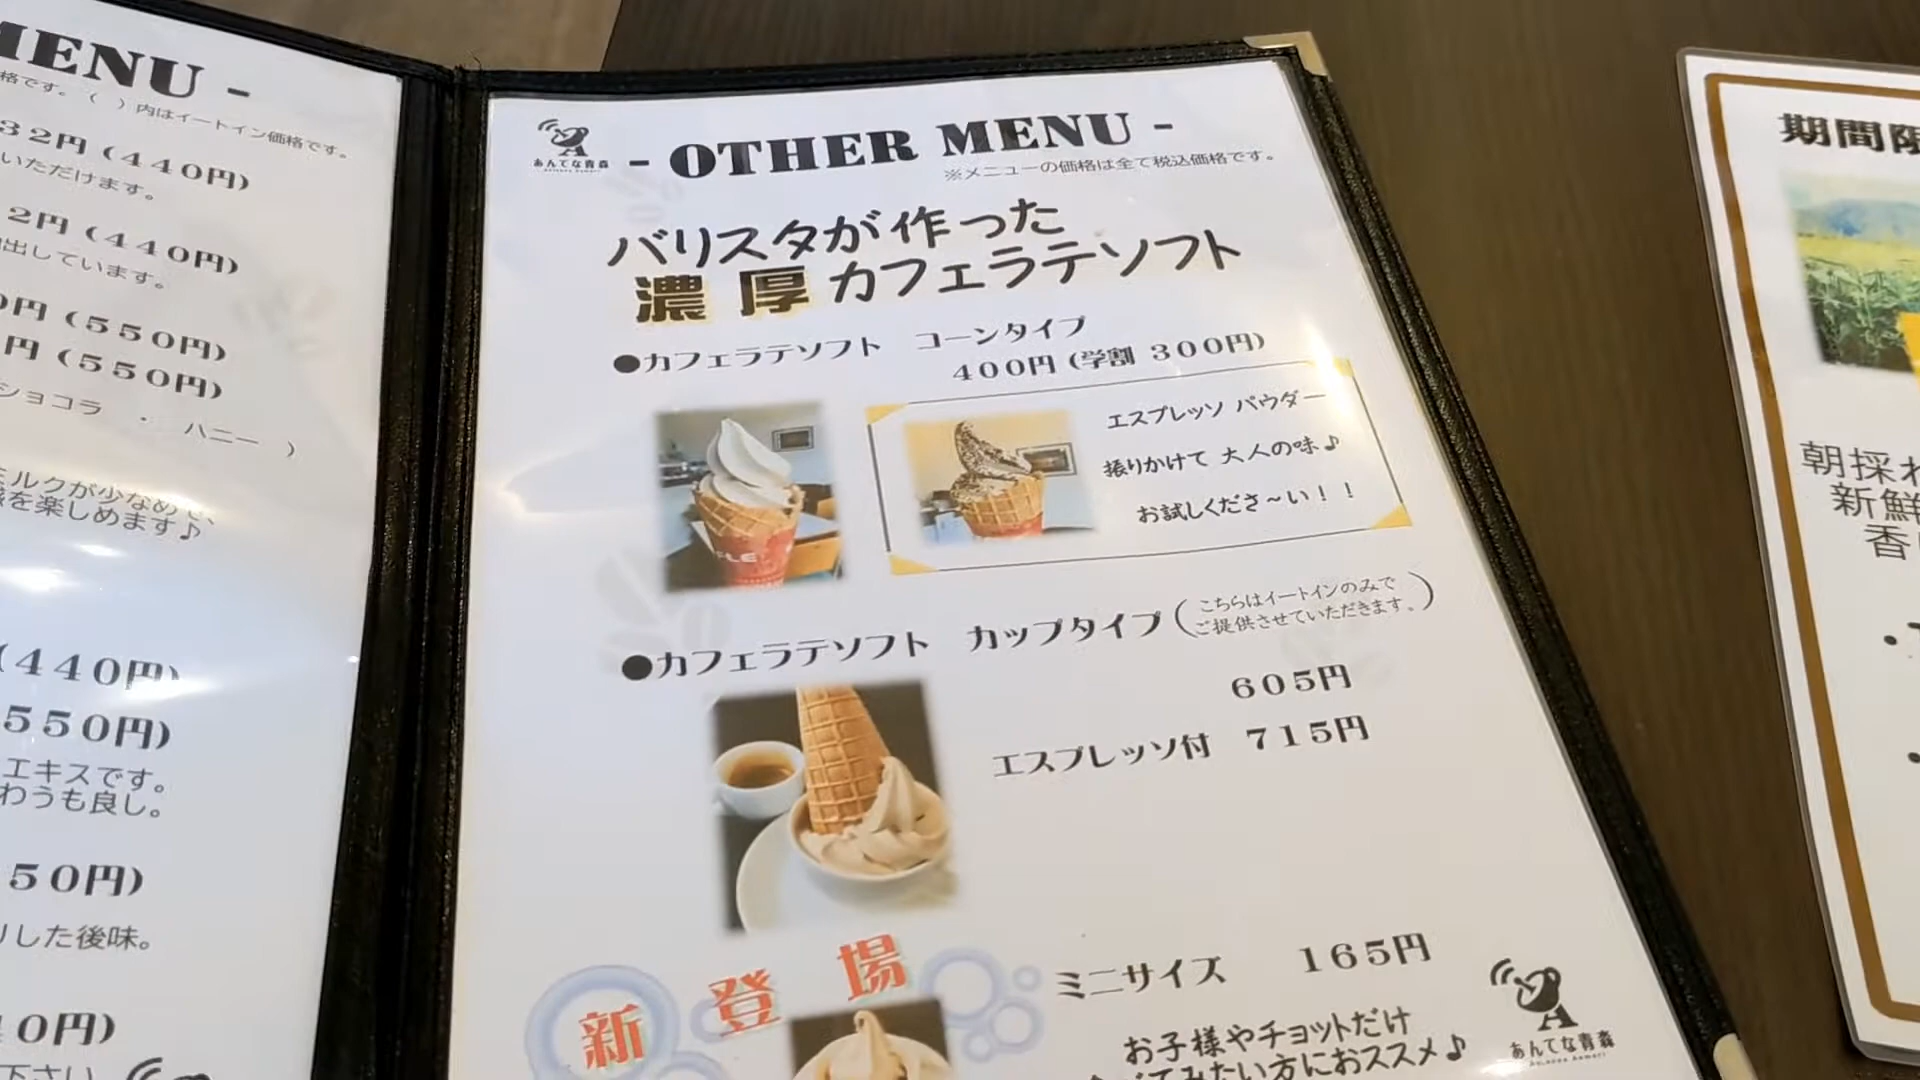 MENU -
格です。（ ）内はイートイン価格です。
32円（440円）
いただけます。
2円（440円）
出しています。
0円（550円）
円（550円）
ショコラ ・ ハニー ）
ミルクが少なめで、
を楽しめます♪
（440円）
550円）
エキスです。
わうも良し。
50円）
りした後味。
40円）
下さい
あんてな青森
- OTHER MENU -
※メニューの価格は全て税込価格です。
バリスタが作った
濃厚カフェラテソフト
●カフェラテソフト コーンタイプ
400円（学割 300円）
エスプレッソ パウダー
振りかけて 大人の味♪
お試しくださ～い！！
●カフェラテソフト カップタイプ（こちらはイートインのみで
ご提供させていただきます。）
605円
エスプレッソ付 715円
新登場
ミニサイズ 165円
お子様やチョットだけ
てみたい方におススメ♪
あんてな青森
期間限
朝採れ
新鮮
香